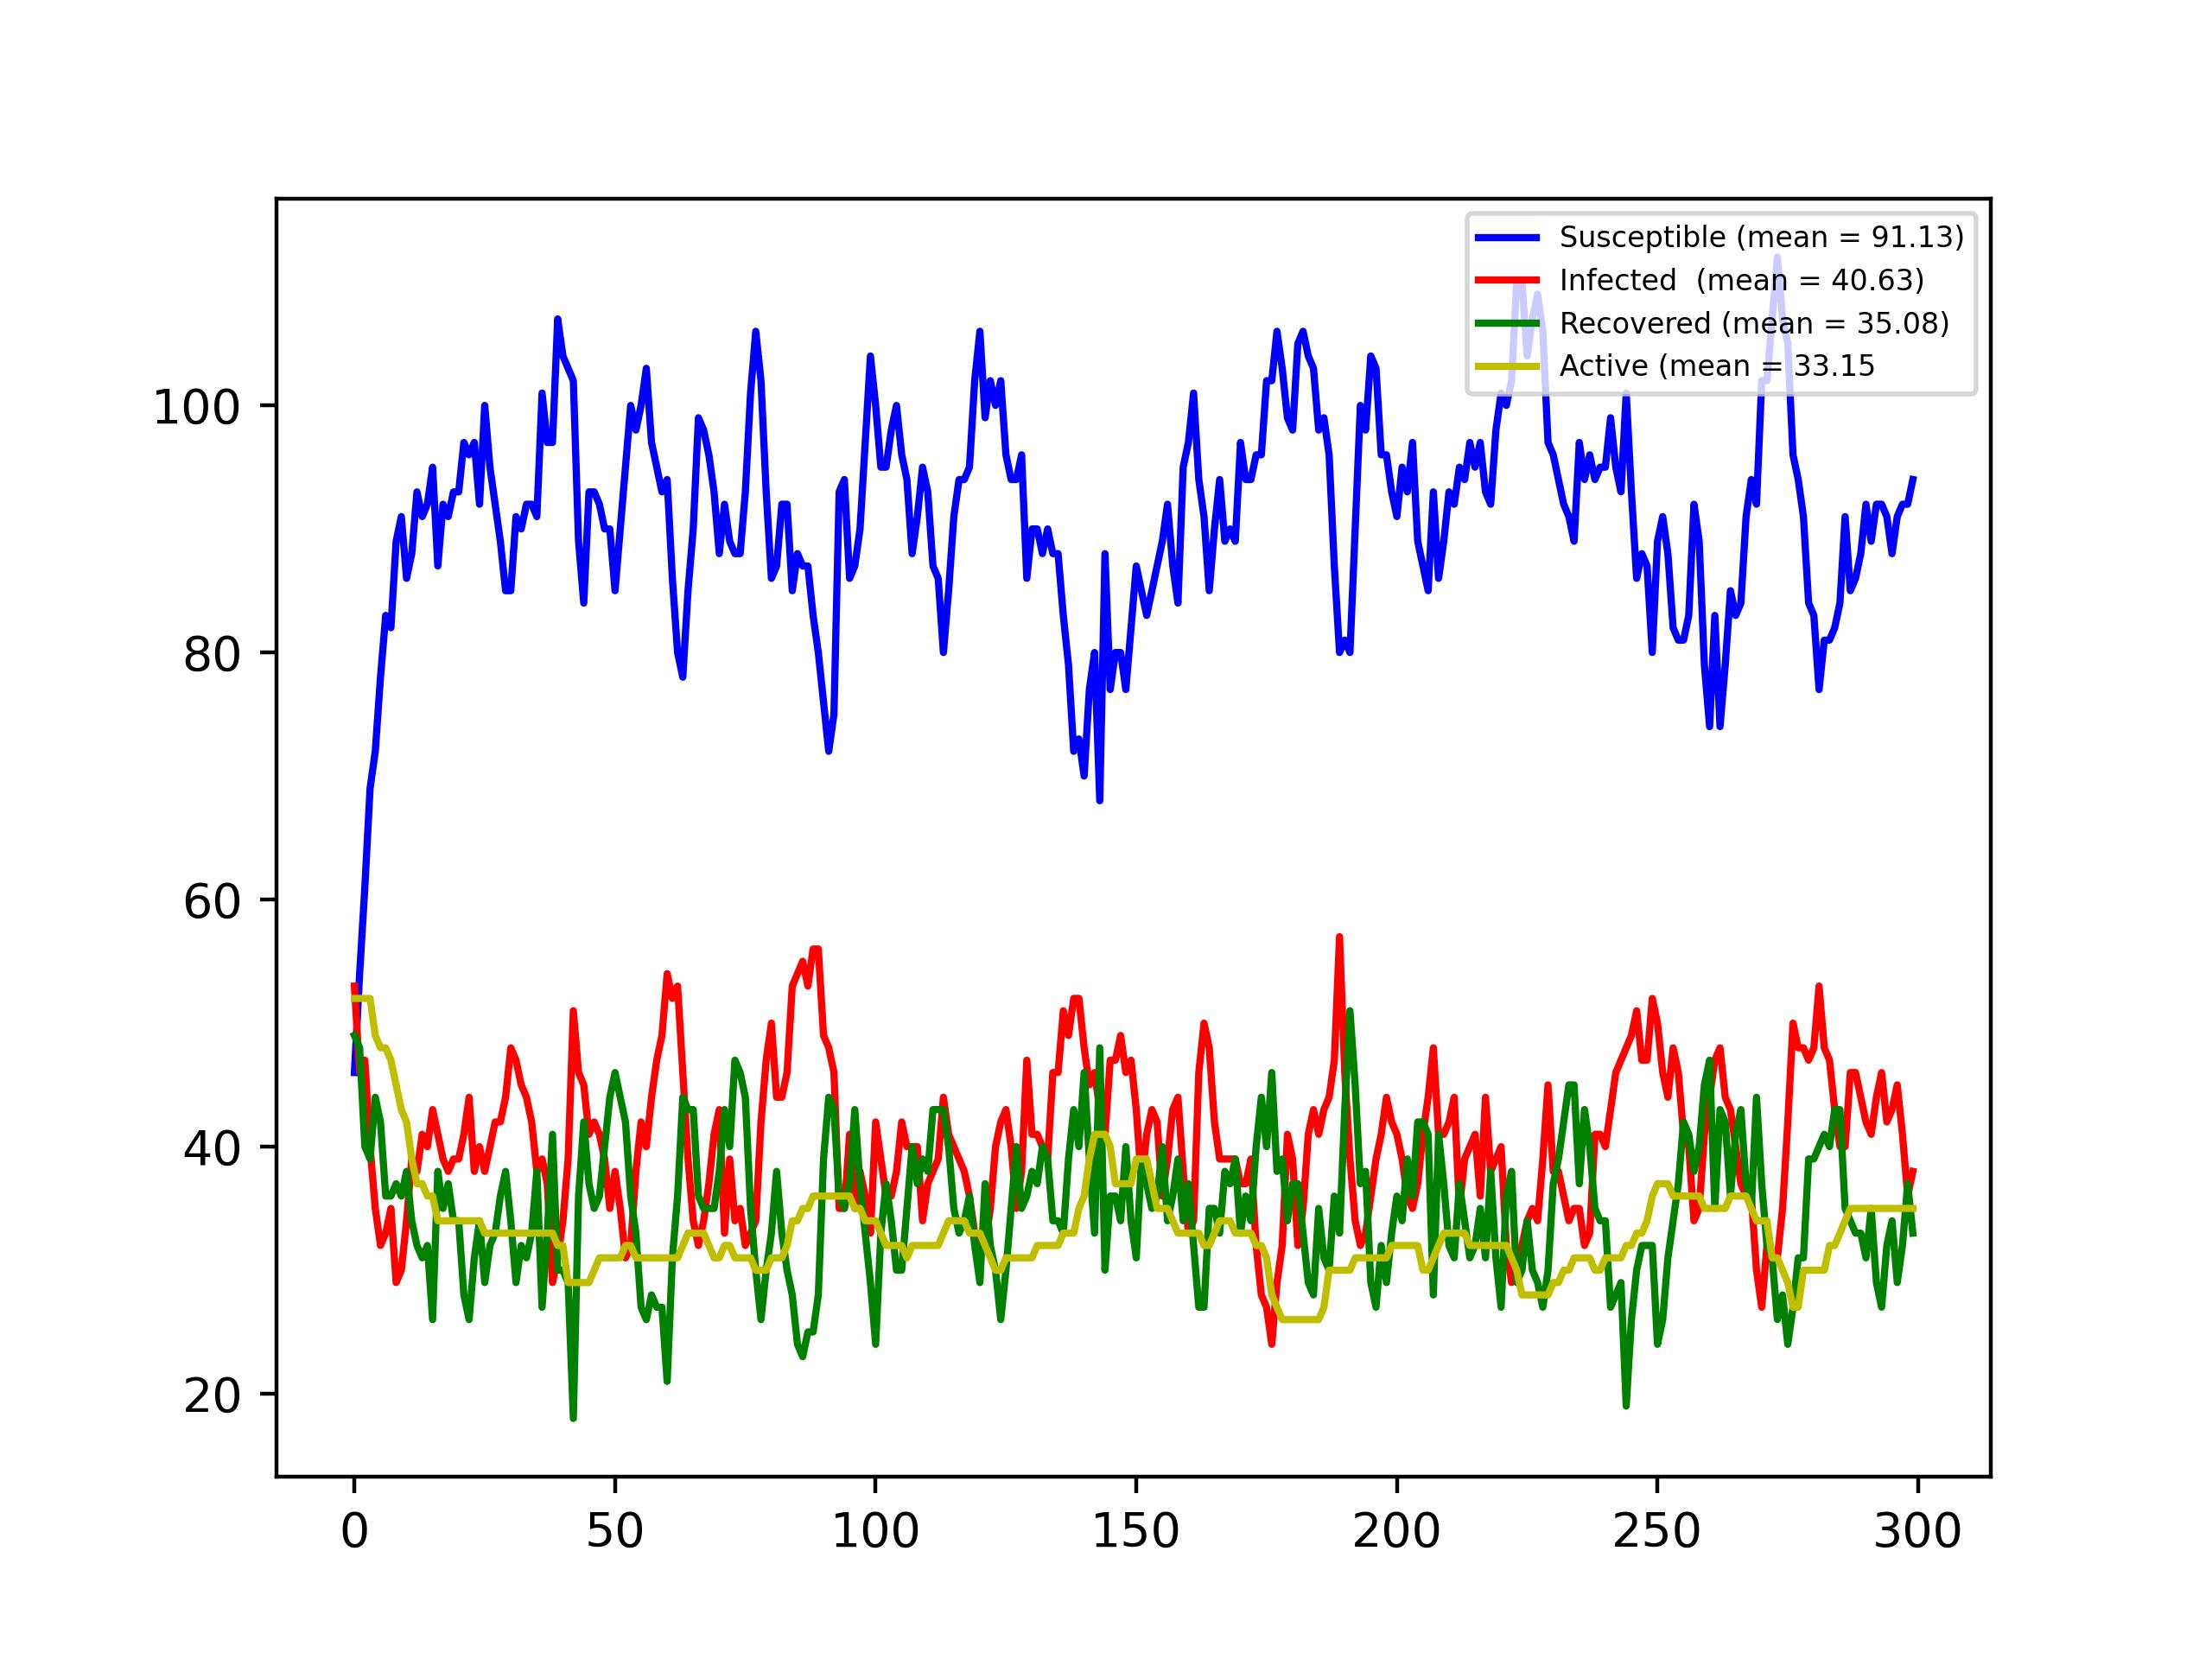 Susceptible (mean = 91.13)
Infected  (mean = 40.63)
Recovered (mean = 35.08)
Active (mean = 33.15
100
80
60
40
20
0 50 100 150 200 250 300